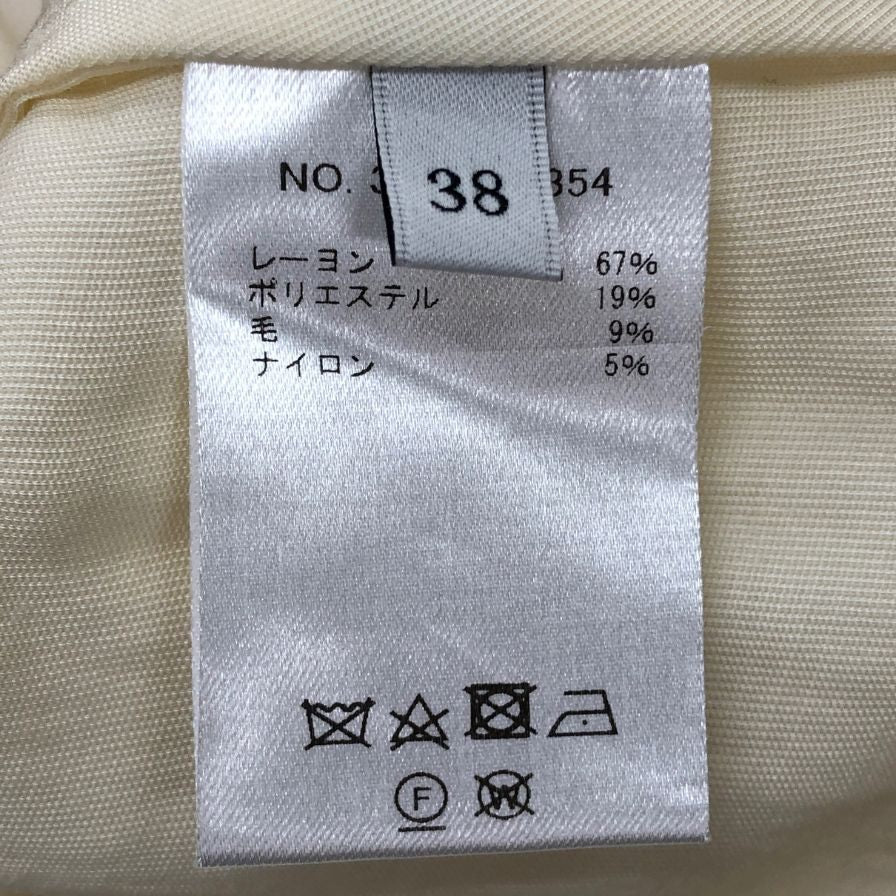 38
NO. 354
レーヨン 67%
ポリエステル 19%
毛 9%
ナイロン 5%
F
W